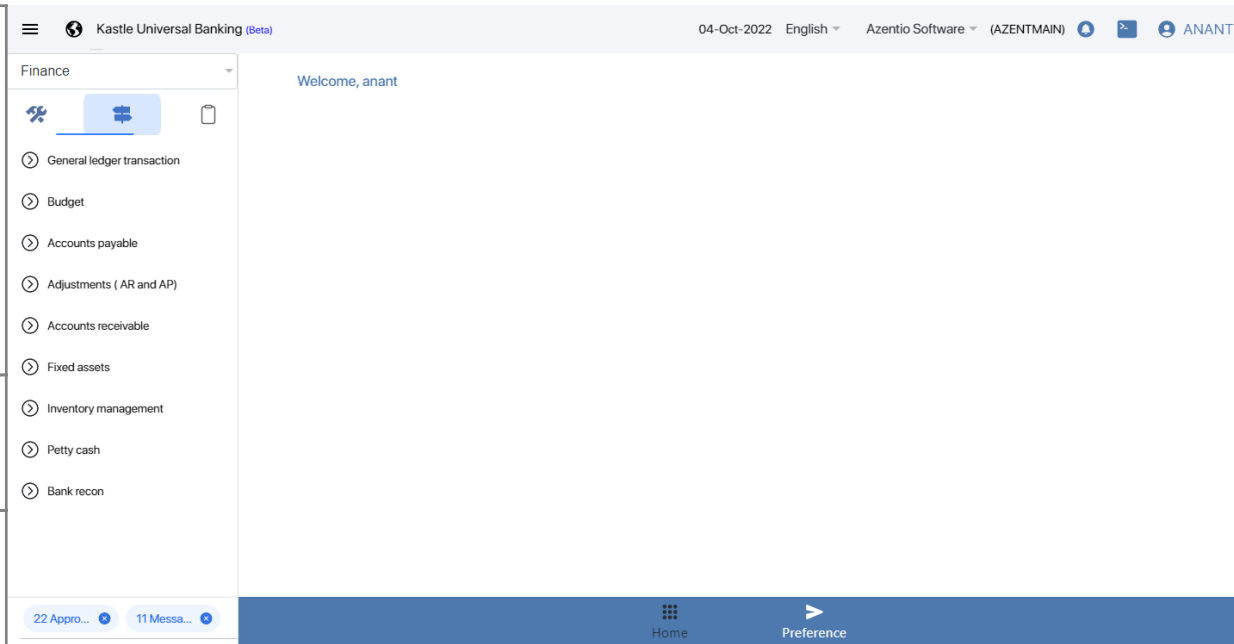 Kastle Universal Banking (Beta)
04-Oct-2022 English Azentio Software (AZENTMAIN) ANANT
Finance
Welcome, anant
General ledger transaction
Budget
Accounts payable
Adjustments ( AR and AP)
Accounts receivable
Fixed assets
Inventory management
Petty cash
Bank recon
22 Appro... 11 Messa...
Home Preference